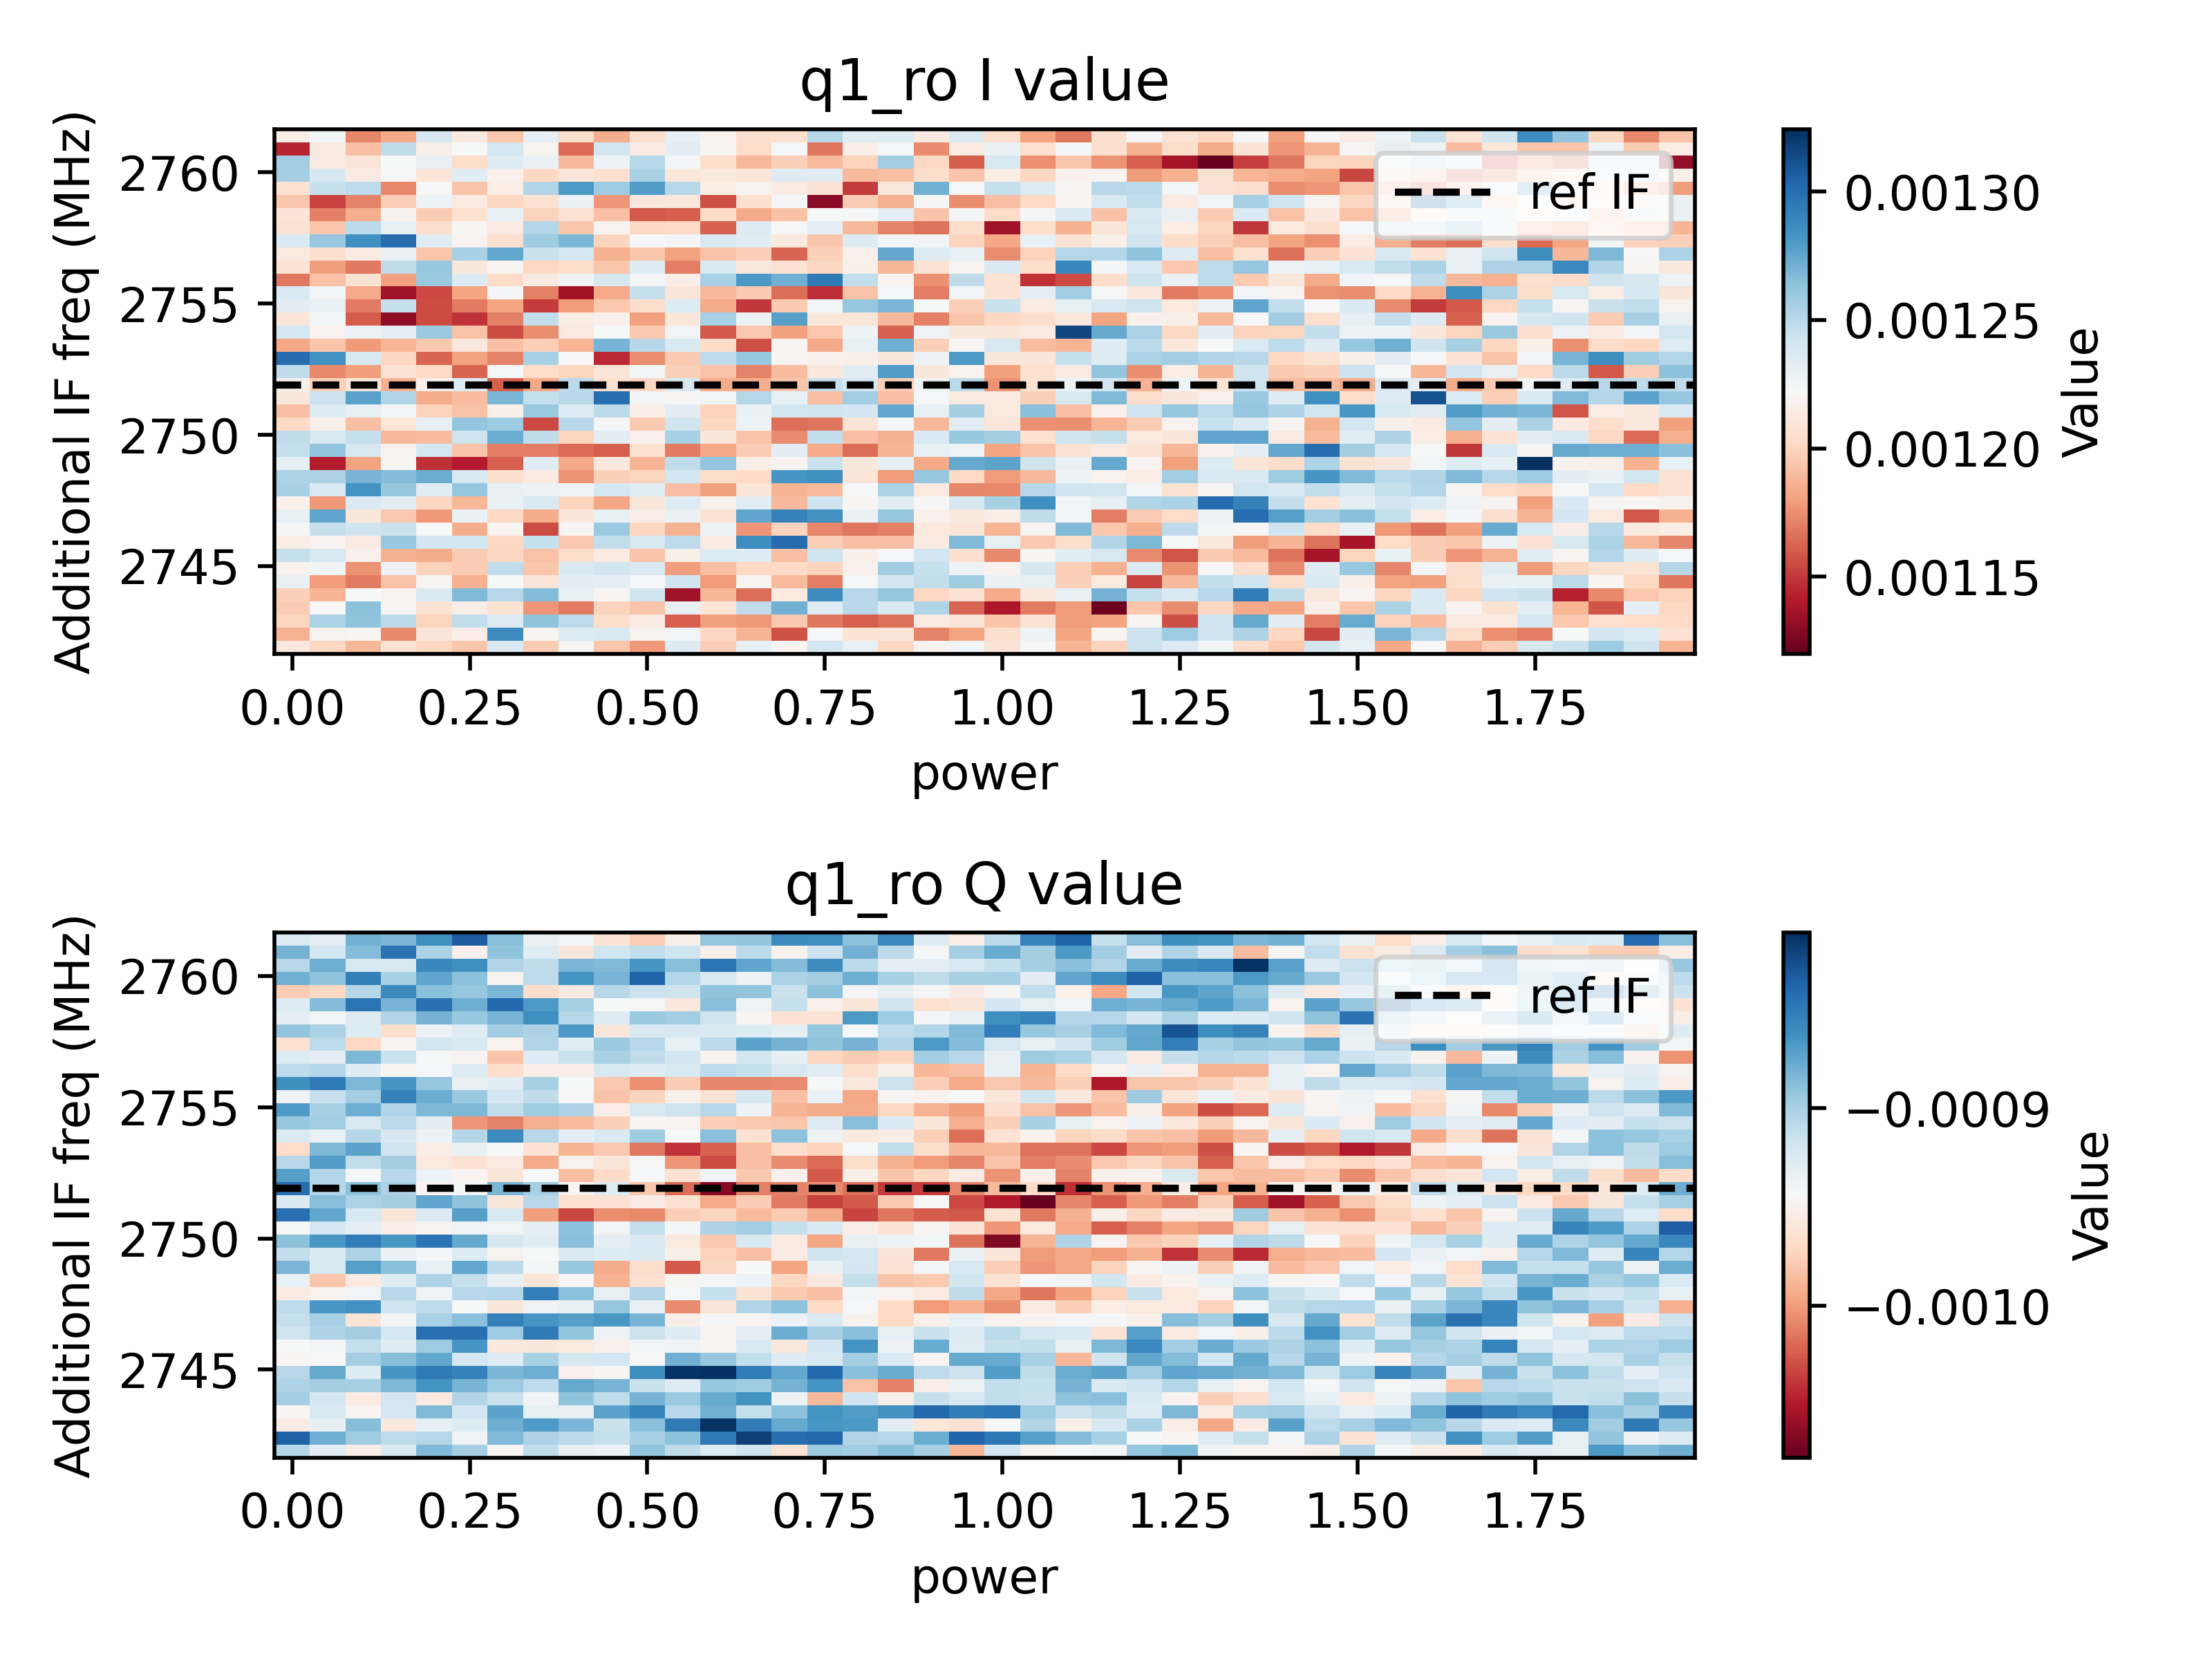 q1_ro I value
Additional IF freq (MHz)
2760
2755
2750
2745
ref IF
0.00 0.25 0.50 0.75 1.00 1.25 1.50 1.75
power
0.00130
0.00125
0.00120
0.00115
Value
q1_ro Q value
Additional IF freq (MHz)
2760
2755
2750
2745
ref IF
0.00 0.25 0.50 0.75 1.00 1.25 1.50 1.75
power
−0.0009
−0.0010
Value